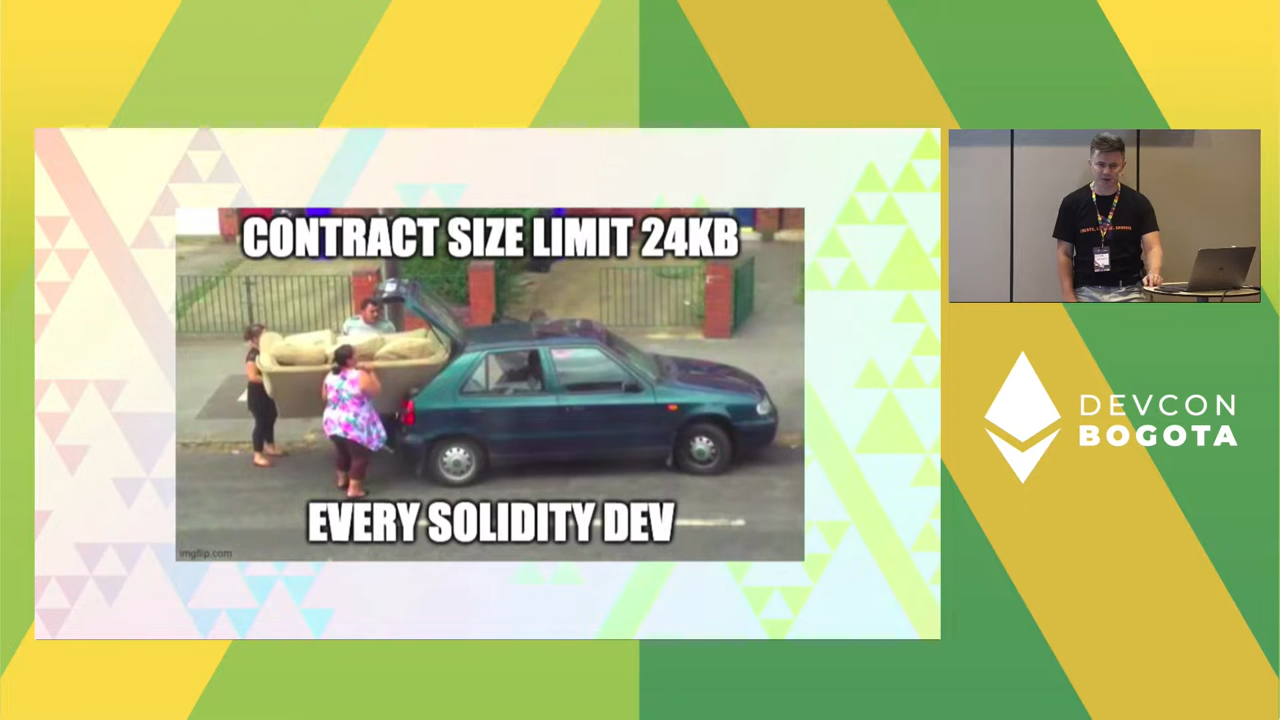 CONTRACT SIZE LIMIT 24KB
EVERY SOLIDITY DEV
imgflip.com
DEVCON
BOGOTA